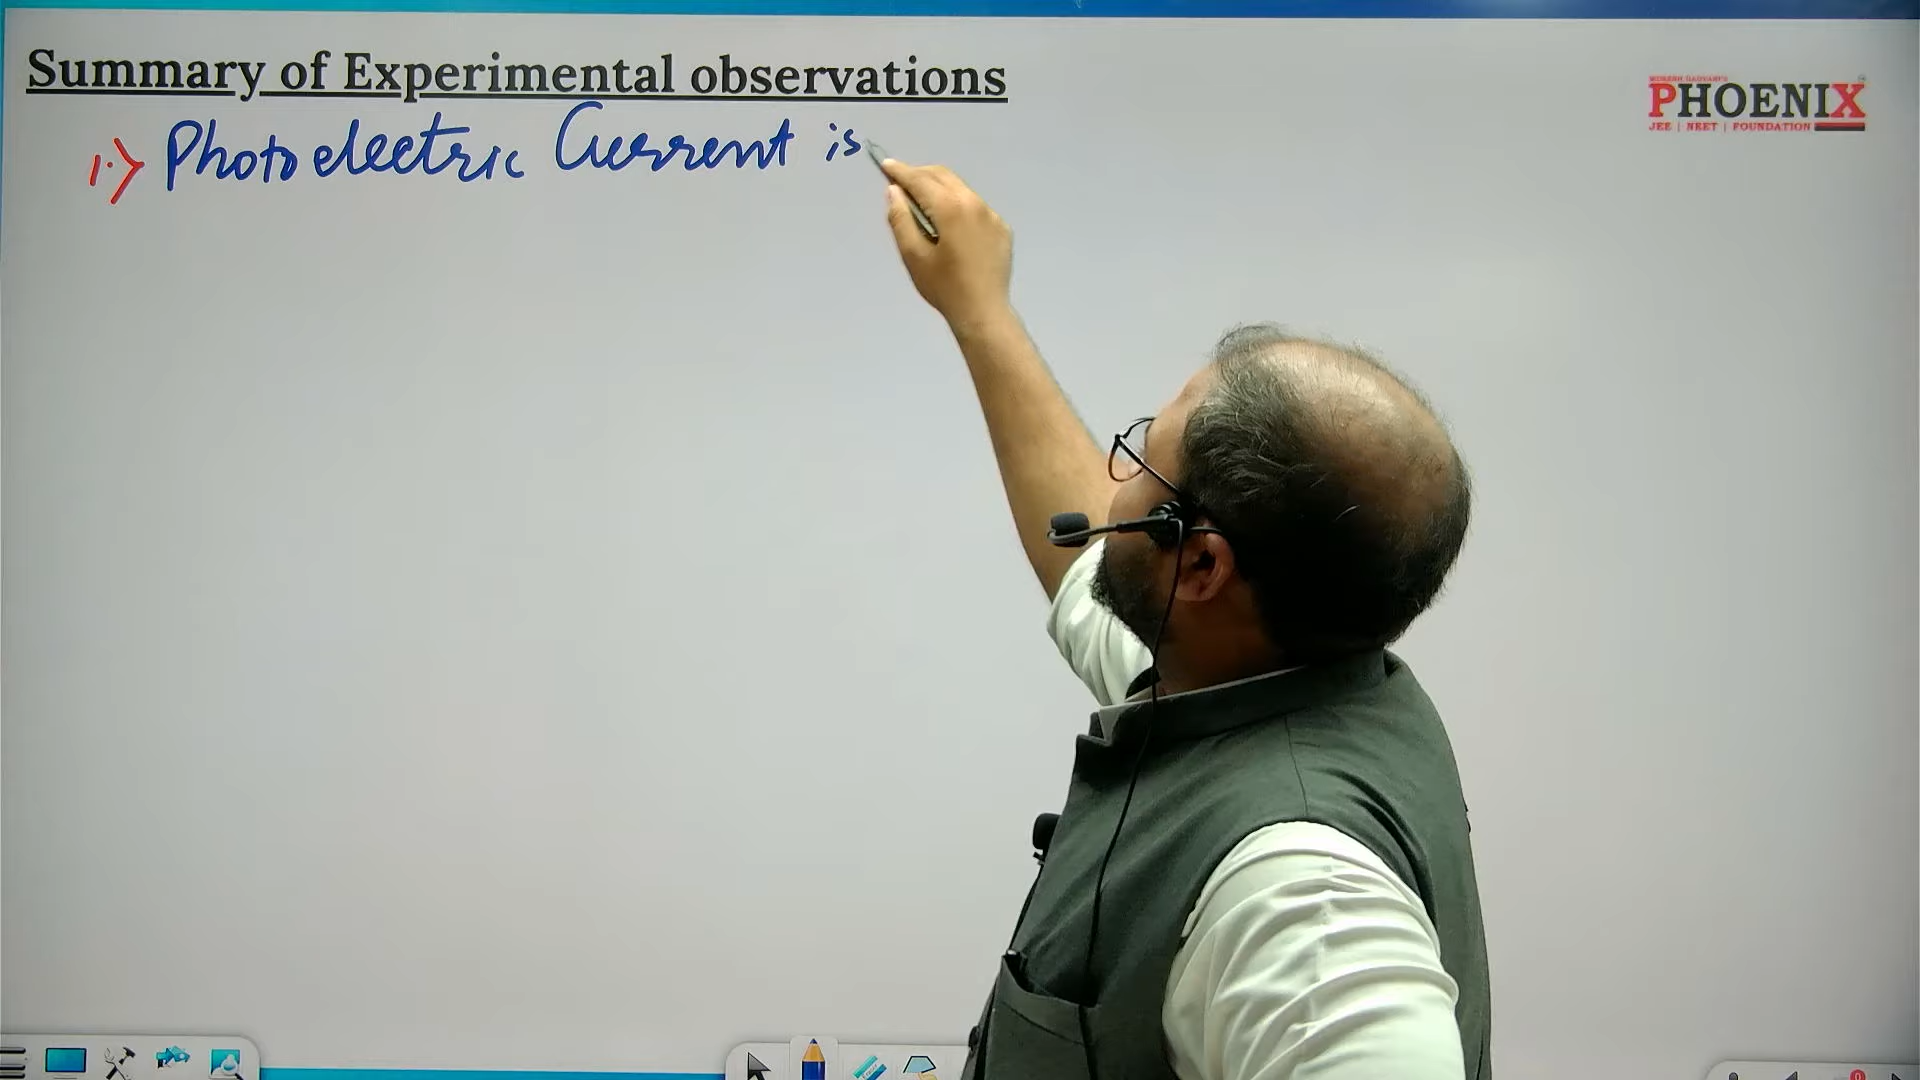 Summary of Experimental observations
PHOENIX
JEE | NEET | FOUNDATION
1.) Photoelectric Current is